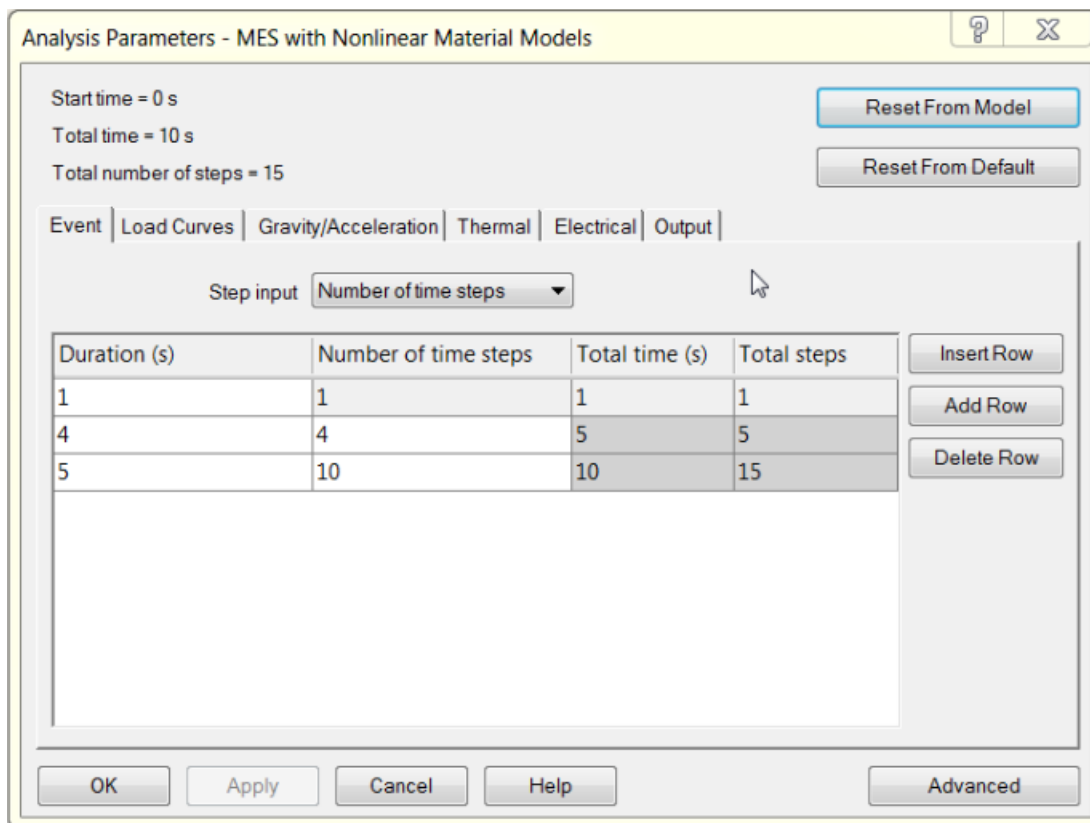 Analysis Parameters - MES with Nonlinear Material Models
Start time = 0 s
Total time = 10 s
Total number of steps = 15
Reset From Model
Reset From Default
Event Load Curves Gravity/Acceleration Thermal Electrical Output
Step input Number of time steps
Duration (s) Number of time steps Total time (s) Total steps
1 1 1 1
4 4 5 5
5 10 10 15
Insert Row
Add Row
Delete Row
OK Apply Cancel Help Advanced